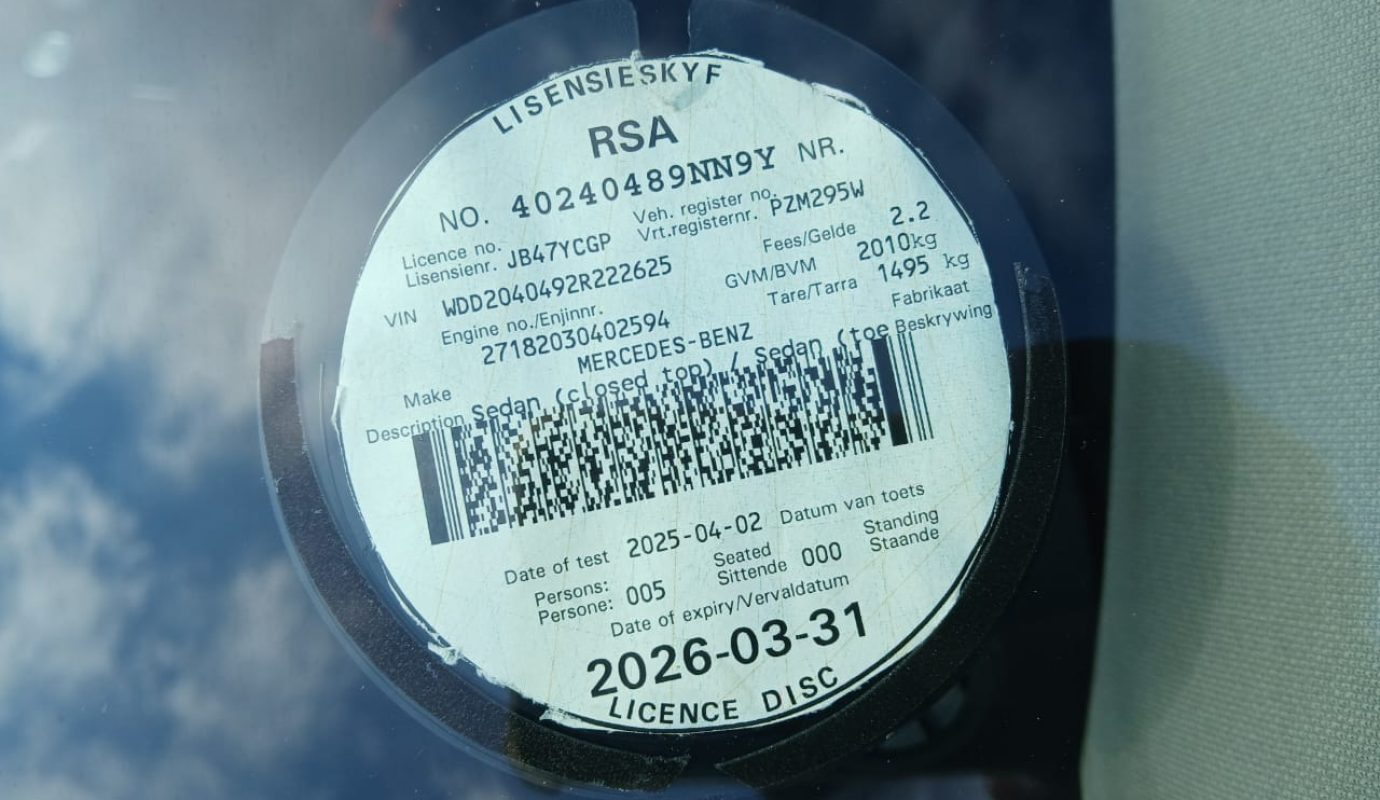 LISENSIESKYF
RSA
NO. 40240489NN9Y NR.
Licence no. Lisensienr. JB47YCGP Veh. register no. Vrt.registernr. PZM295W
VIN WDD2040492R222625 Fees/Gelde 2.2
Engine no./Enjinnr. 27182030402594 GVM/BVM 2010kg
Tare/Tarra 1495 kg
Make MERCEDES-BENZ Fabrikaat
Description Sedan (closed top) / Sedan (toe Beskrywing
Date of test 2025-04-02 Datum van toets
Persons: Persone: 005 Seated Sittende 000 Standing Staande
Date of expiry/Vervaldatum
2026-03-31
LICENCE DISC